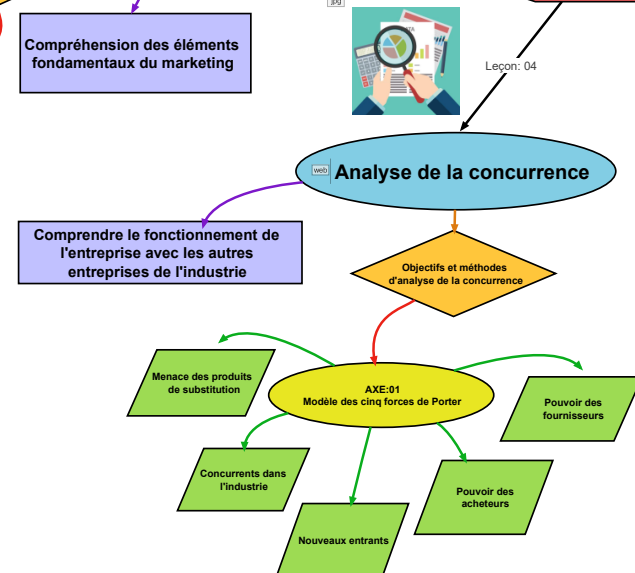 jpg
Compréhension des éléments
fondamentaux du marketing
DATA
Leçon: 04
web
Analyse de la concurrence
Comprendre le fonctionnement de
l'entreprise avec les autres
entreprises de l'industrie
Objectifs et méthodes
d'analyse de la concurrence
Menace des produits
de substitution
AXE:01
Modèle des cinq forces de Porter
Pouvoir des
fournisseurs
Concurrents dans
l'industrie
Pouvoir des
acheteurs
Nouveaux entrants